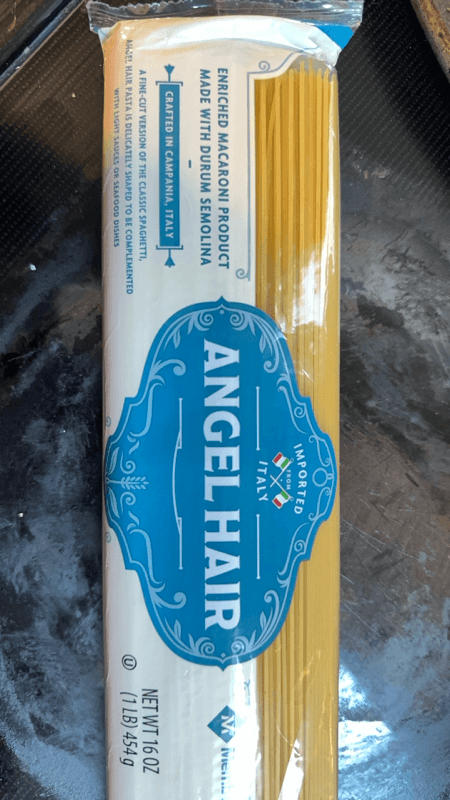 IMPORTED
FROM
ITALY
ANGEL HAIR
ENRICHED MACARONI PRODUCT
MADE WITH DURUM SEMOLINA
CRAFTED IN CAMPANIA, ITALY
A FINE-CUT VERSION OF THE CLASSIC SPAGHETTI,
ANGEL HAIR PASTA IS DELICATELY SHAPED TO BE COMPLEMENTED
WITH LIGHT SAUCES OR SEAFOOD DISHES
M
U
NET WT 16 OZ
(1 LB) 454 g